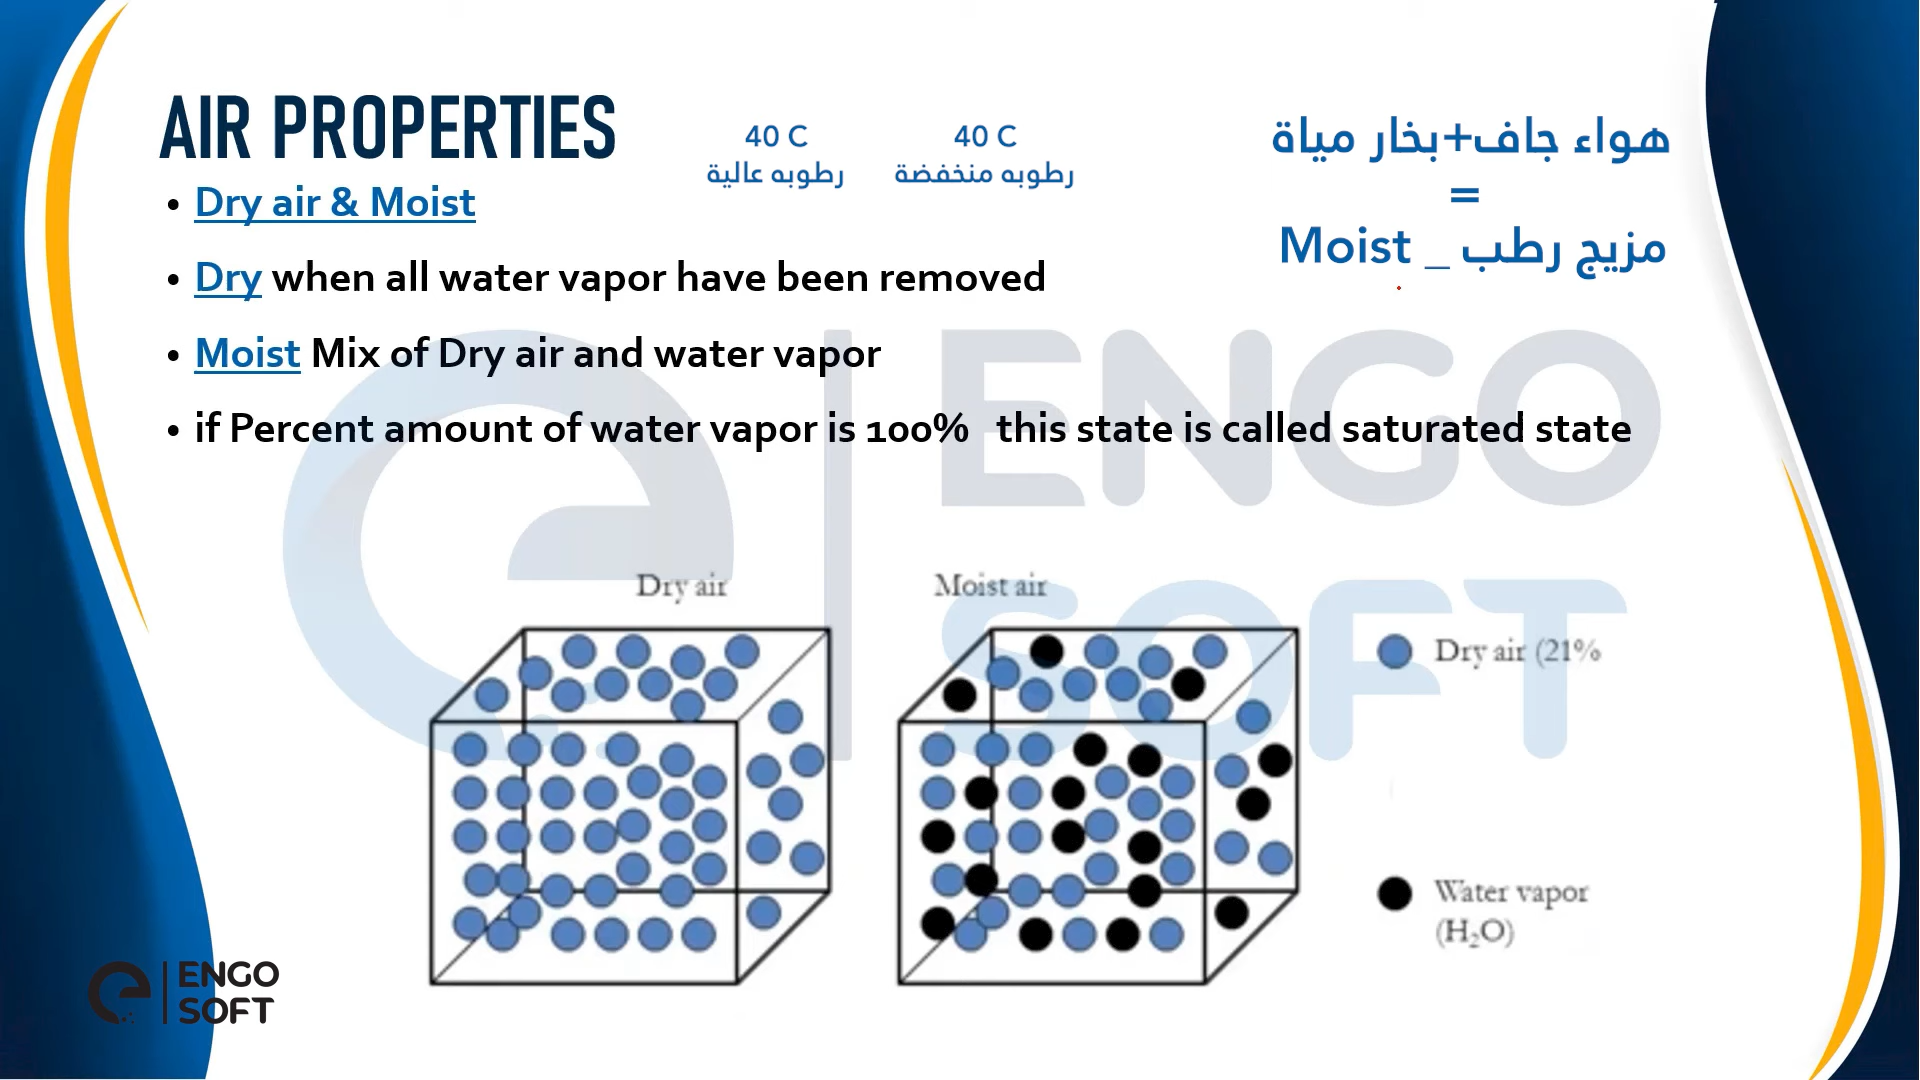 AIR PROPERTIES
40 C
رطوبه عالية
40 C
رطوبه منخفضة
هواء جاف+بخار مياة
=
مزيج رطب _ Moist
• Dry air & Moist
• Dry when all water vapor have been removed
• Moist Mix of Dry air and water vapor
• if Percent amount of water vapor is 100% this state is called saturated state
ENGO
SOFT
Dry air
Moist air
Dry air (21%
Water vapor
(H₂O)
ENGO
SOFT